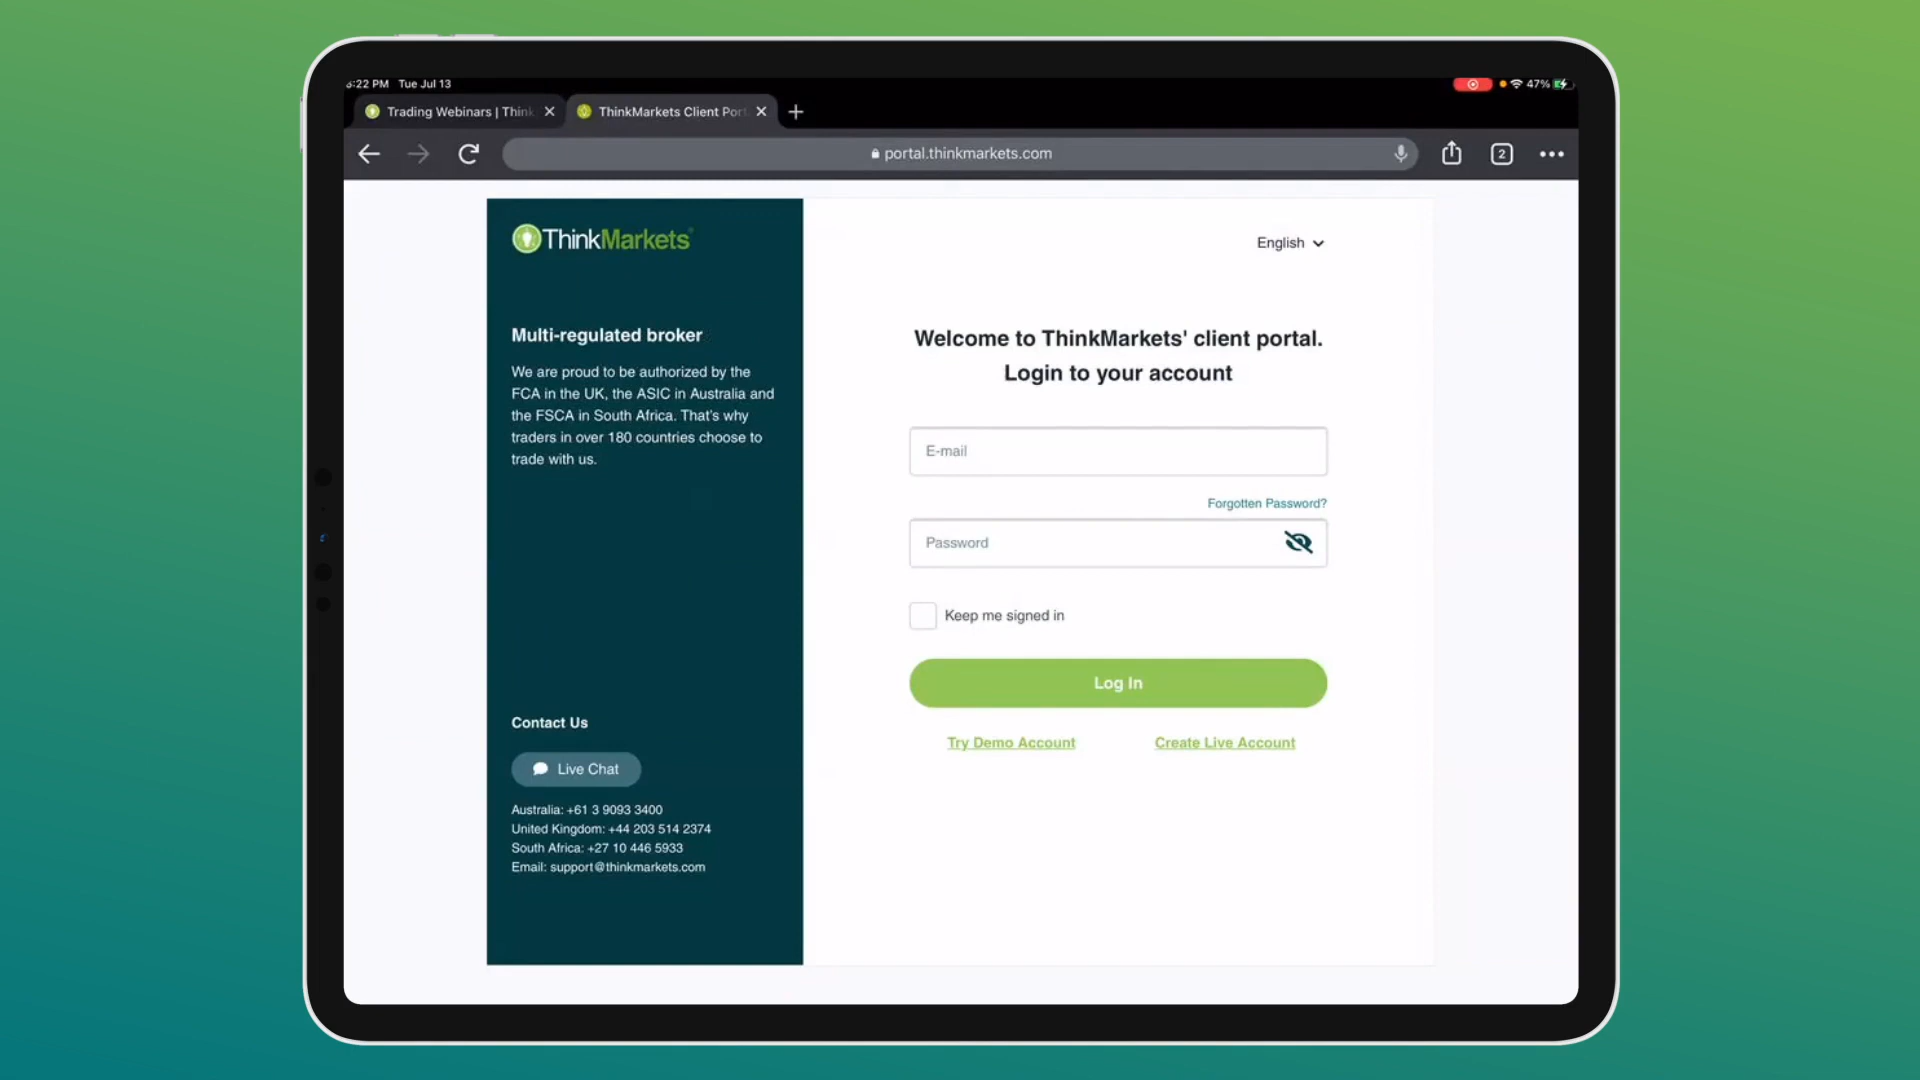 :22 PM Tue Jul 13
47%
Trading Webinars | Think
ThinkMarkets Client Port
portal.thinkmarkets.com
2
ThinkMarkets
English
Multi-regulated broker
We are proud to be authorized by the
FCA in the UK, the ASIC in Australia and
the FSCA in South Africa. That's why
traders in over 180 countries choose to
trade with us.
Contact Us
Live Chat
Australia: +61 3 9093 3400
United Kingdom: +44 203 514 2374
South Africa: +27 10 446 5933
Email: support@thinkmarkets.com
Welcome to ThinkMarkets' client portal.
Login to your account
E-mail
Forgotten Password?
Password
Keep me signed in
Log In
Try Demo Account
Create Live Account